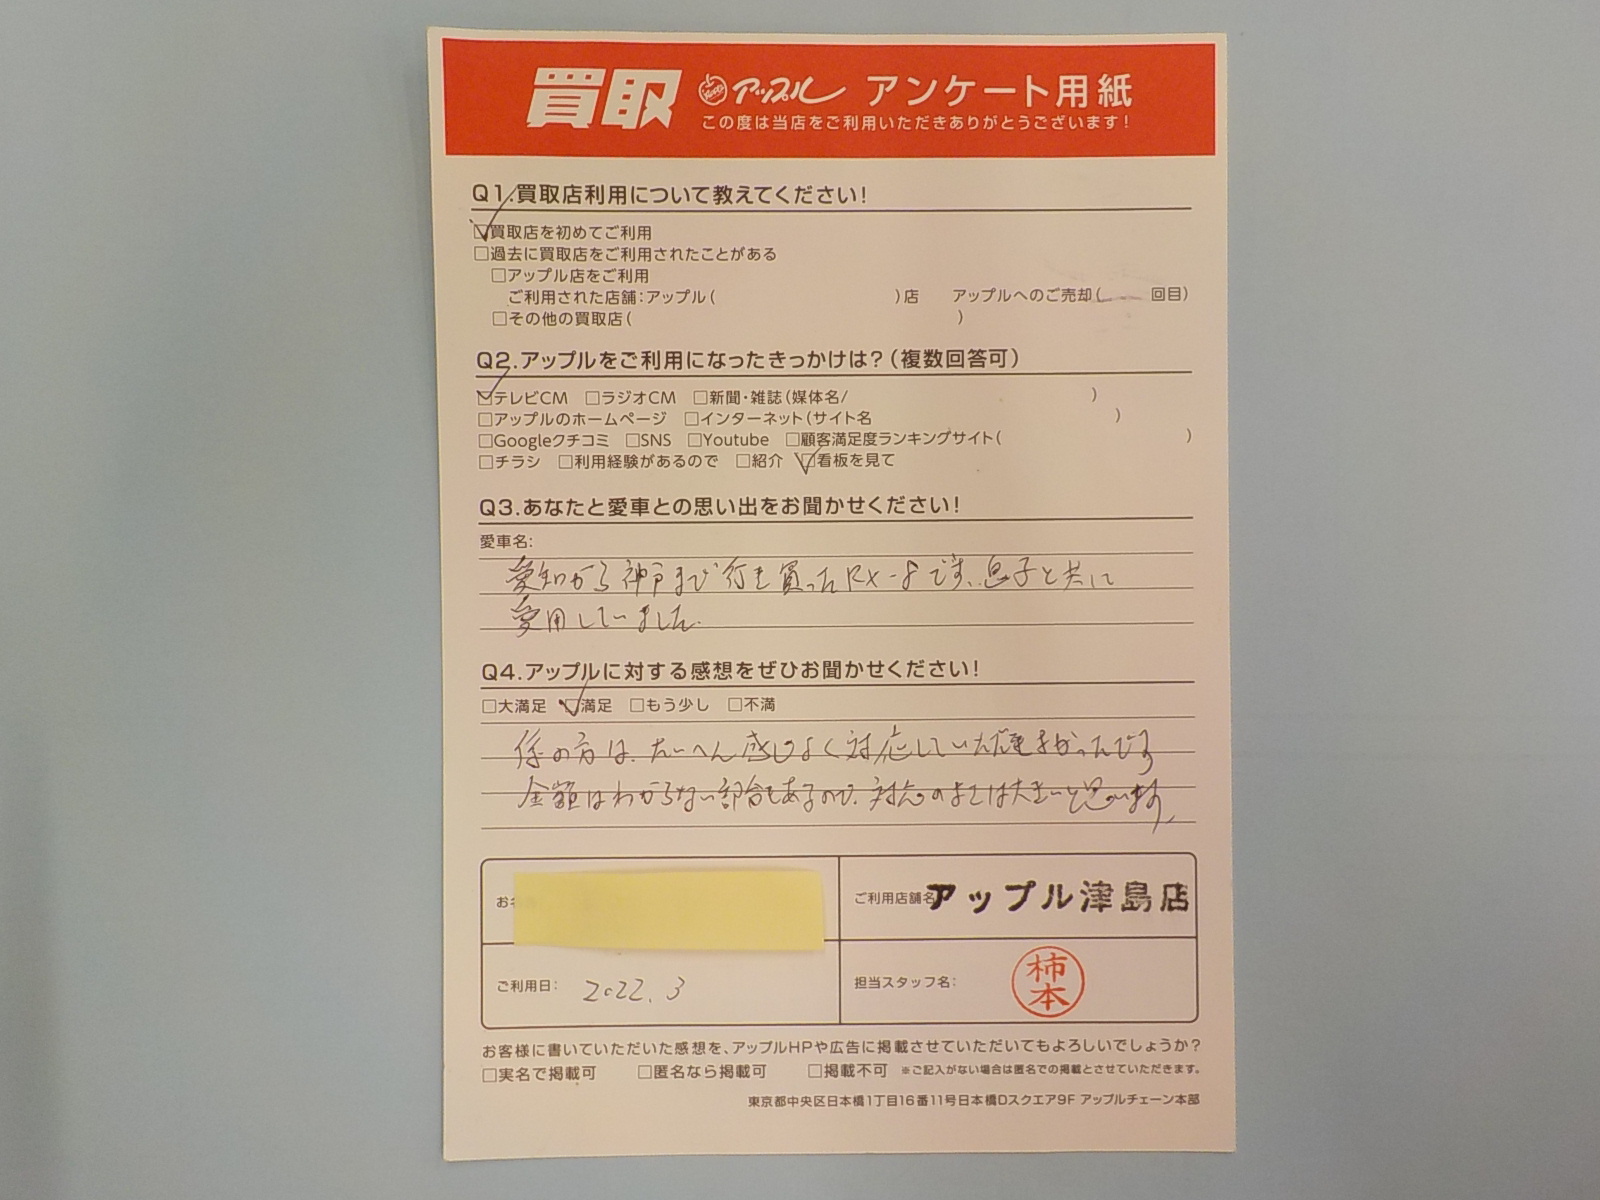 買取 アップル アンケート用紙
この度は当店をご利用いただきありがとうございます!
Q1.買取店利用について教えてください!
☑買取店を初めてご利用
□過去に買取店をご利用されたことがある
□アップル店をご利用
ご利用された店舗:アップル( )店 アップルへのご売却( 回目)
□その他の買取店( )
Q2.アップルをご利用になったきっかけは?(複数回答可)
☑テレビCM □ラジオCM □新聞・雑誌(媒体名/ )
□アップルのホームページ □インターネット(サイト名 )
□Googleクチコミ □SNS □Youtube □顧客満足度ランキングサイト( )
□チラシ □利用経験があるので □紹介 ☑看板を見て
Q3.あなたと愛車との思い出をお聞かせください!
愛車名:
愛知から神戸まで行き買ったRX-8です、息子と共に
愛用していました。
Q4.アップルに対する感想をぜひお聞かせください!
□大満足 ☑満足 □もう少し □不満
係の方は、たいへん感じよく対応していただきよかったです
金額はわからない部分もあるので、対応のよさは大きいと思います。
ご利用店舗名 アップル津島店
ご利用日: 2022.3
担当スタッフ名: 柿本
お客様に書いていただいた感想を、アップルHPや広告に掲載させていただいてもよろしいでしょうか?
□実名で掲載可 □匿名なら掲載可 □掲載不可 ※ご記入がない場合は匿名での掲載とさせていただきます。
東京都中央区日本橋1丁目16番11号日本橋Dスクエア9F アップルチェーン本部